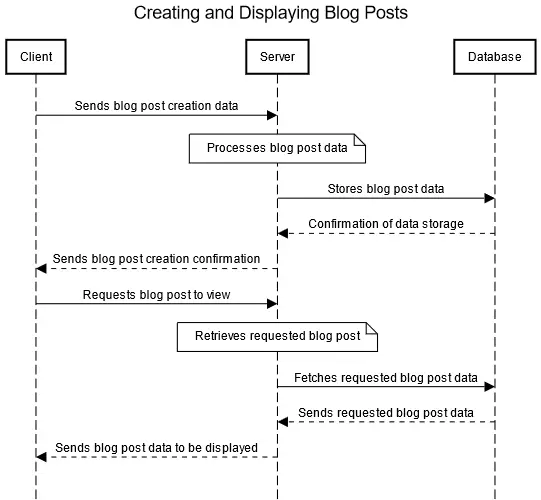 Creating and Displaying Blog Posts
Client
Server
Database
Sends blog post creation data
Processes blog post data
Stores blog post data
Confirmation of data storage
Sends blog post creation confirmation
Requests blog post to view
Retrieves requested blog post
Fetches requested blog post data
Sends requested blog post data
Sends blog post data to be displayed